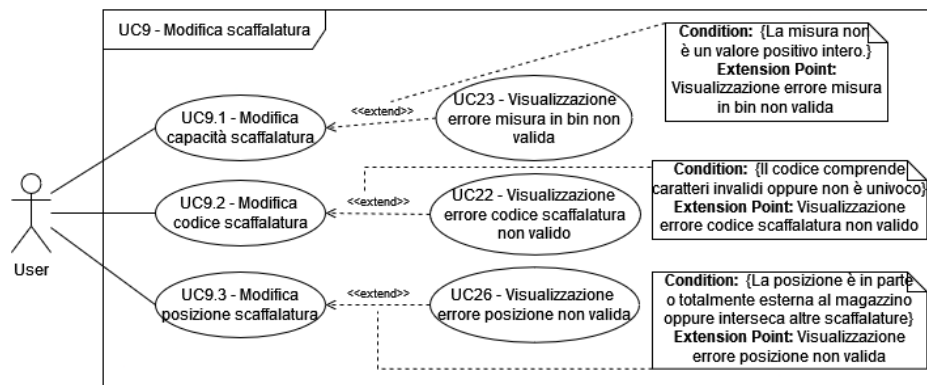 UC9 - Modifica scaffalatura
Condition: {La misura non
è un valore positivo intero.}
Extension Point:
Visualizzazione errore misura
in bin non valida
UC9.1 - Modifica
capacità scaffalatura
<<extend>>
UC23 - Visualizzazione
errore misura in bin non
valida
Condition: {Il codice comprende
caratteri invalidi oppure non è univoco}
Extension Point: Visualizzazione
errore codice scaffalatura non valido
UC9.2 - Modifica
codice scaffalatura
<<extend>>
UC22 - Visualizzazione
errore codice scaffalatura
non valido
User
UC9.3 - Modifica
posizione scaffalatura
<<extend>>
UC26 - Visualizzazione
errore posizione non valida
Condition: {La posizione è in parte
o totalmente esterna al magazzino
oppure interseca altre scaffalature}
Extension Point: Visualizzazione
errore posizione non valida